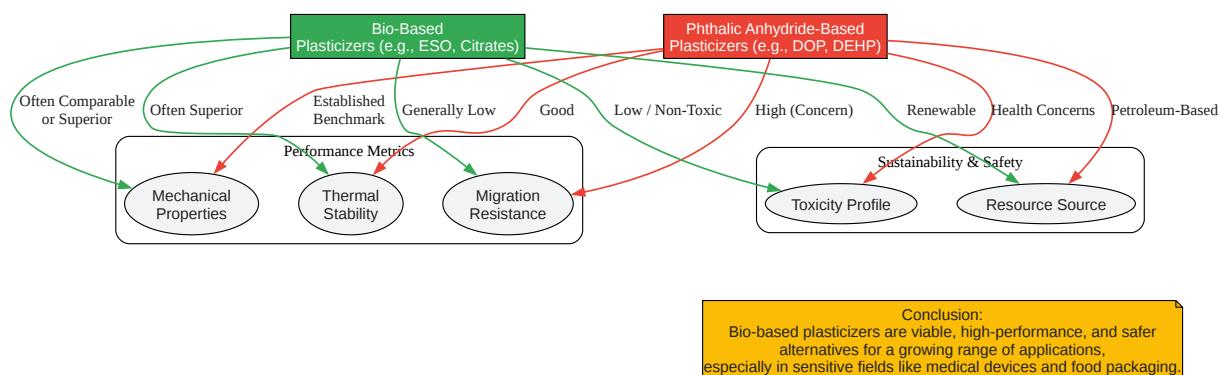 Bio-Based
Plasticizers (e.g., ESO, Citrates)
Phthalic Anhydride-Based
Plasticizers (e.g., DOP, DEHP)
Often Comparable
or Superior
Often Superior
Established
Benchmark
Generally Low
Good
Low / Non-Toxic
High (Concern)
Renewable
Health Concerns
Petroleum-Based
Performance Metrics
Sustainability & Safety
Mechanical
Properties
Thermal
Stability
Migration
Resistance
Toxicity Profile
Resource Source
Conclusion:
Bio-based plasticizers are viable, high-performance, and safer
alternatives for a growing range of applications,
especially in sensitive fields like medical devices and food packaging.